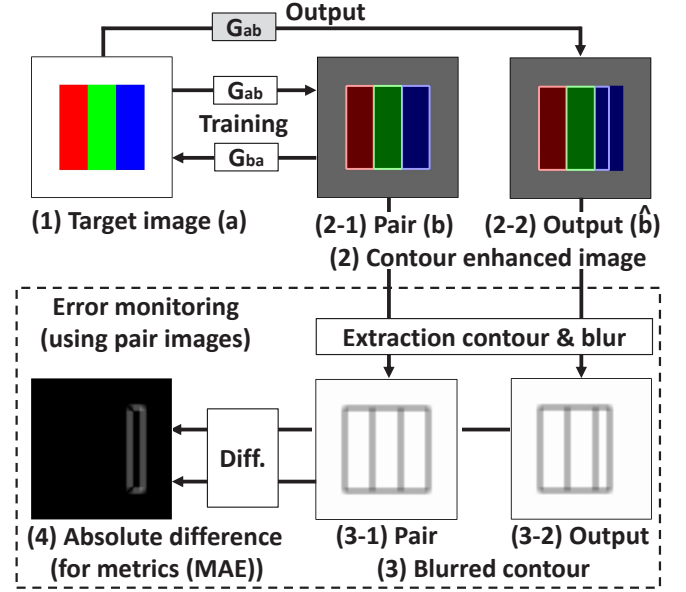 Output
Gab
Gab
Training
Gba
(1) Target image (a)
(2-1) Pair (b)
(2-2) Output (b̂)
(2) Contour enhanced image
Error monitoring
(using pair images)
Extraction contour & blur
Diff.
(4) Absolute difference
(for metrics (MAE))
(3-1) Pair
(3-2) Output
(3) Blurred contour